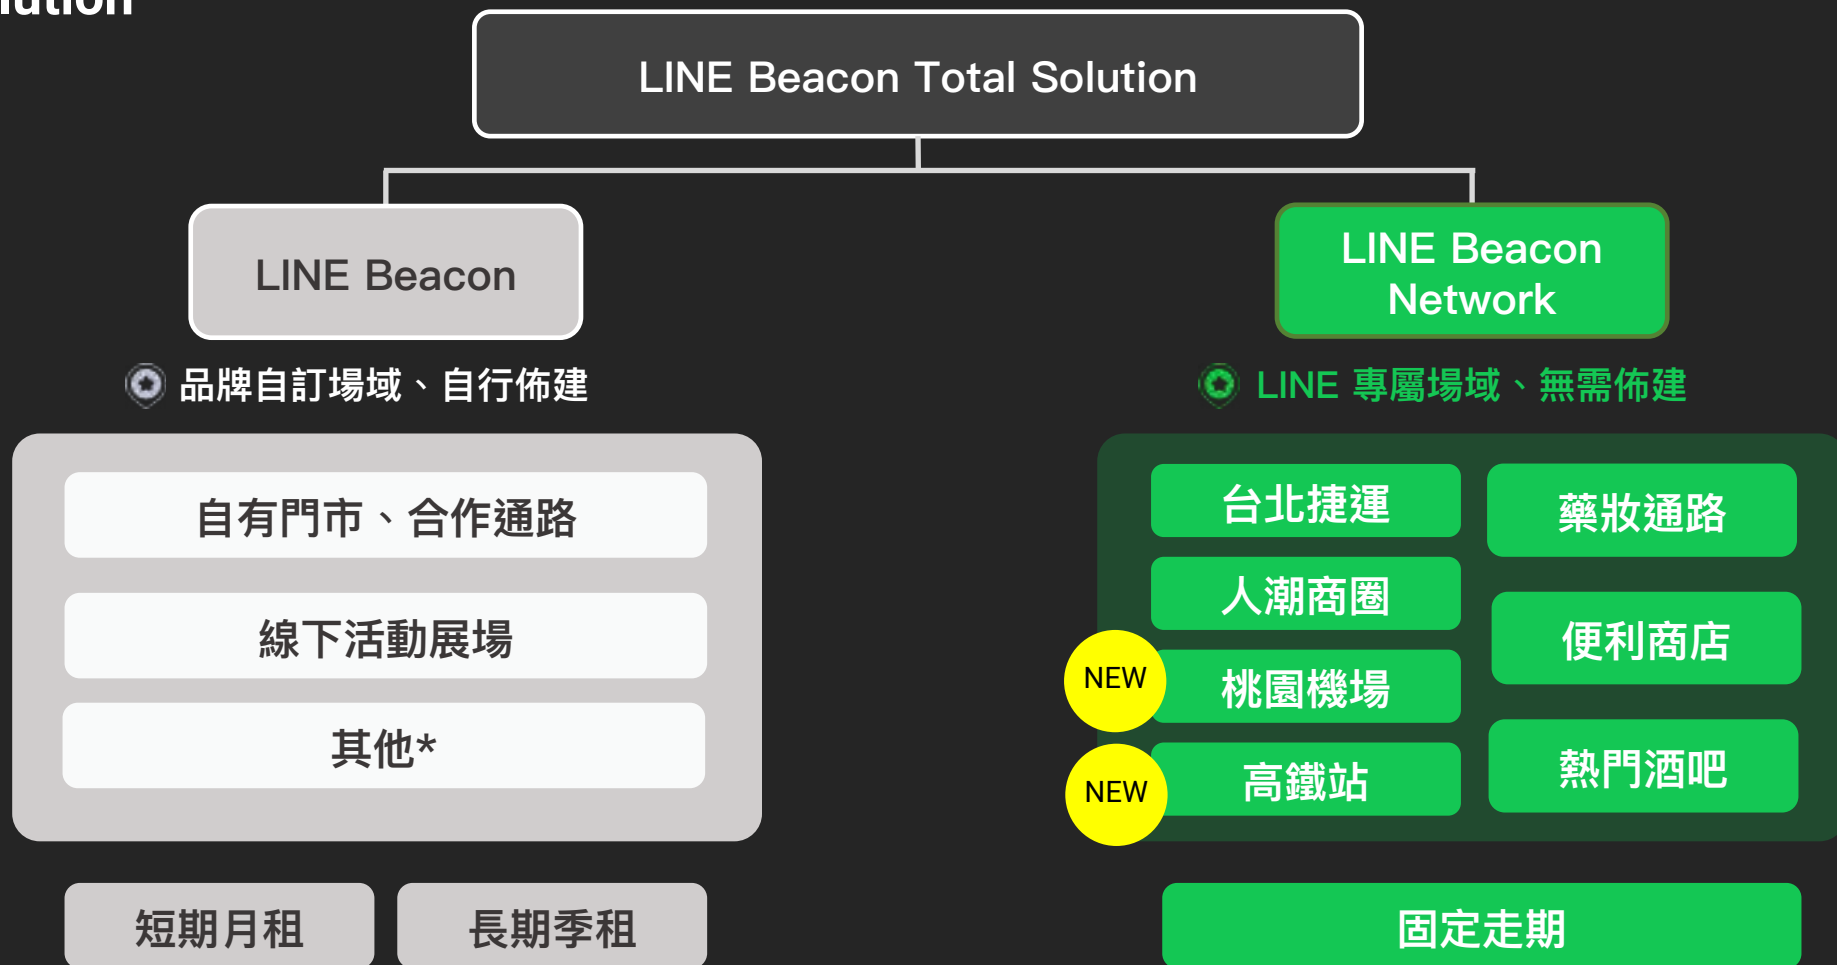 LINE Beacon Total Solution
LINE Beacon
品牌自訂場域、自行佈建
自有門市、合作通路
線下活動展場
其他*
短期月租
長期季租
LINE Beacon
Network
LINE 專屬場域、無需佈建
台北捷運
人潮商圈
NEW
桃園機場
NEW
高鐵站
藥妝通路
便利商店
熱門酒吧
固定走期